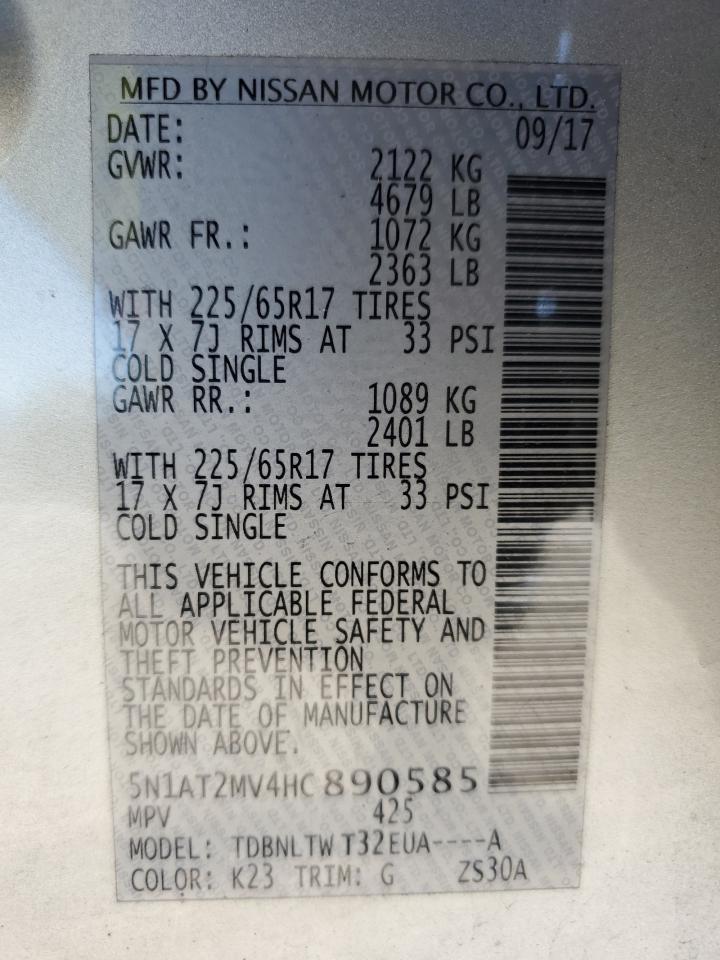 MFD BY NISSAN MOTOR CO., LTD.
DATE: 09/17
GVWR: 2122 KG
4679 LB
GAWR FR.: 1072 KG
2363 LB
WITH 225/65R17 TIRES
17 X 7J RIMS AT 33 PSI
COLD SINGLE
GAWR RR.: 1089 KG
2401 LB
WITH 225/65R17 TIRES
17 X 7J RIMS AT 33 PSI
COLD SINGLE
THIS VEHICLE CONFORMS TO
ALL APPLICABLE FEDERAL
MOTOR VEHICLE SAFETY AND
THEFT PREVENTION
STANDARDS IN EFFECT ON
THE DATE OF MANUFACTURE
SHOWN ABOVE.
5N1AT2MV4HC890585
MPV 425
MODEL: TDBNLTW T32EUA----A
COLOR: K23 TRIM: G ZS30A